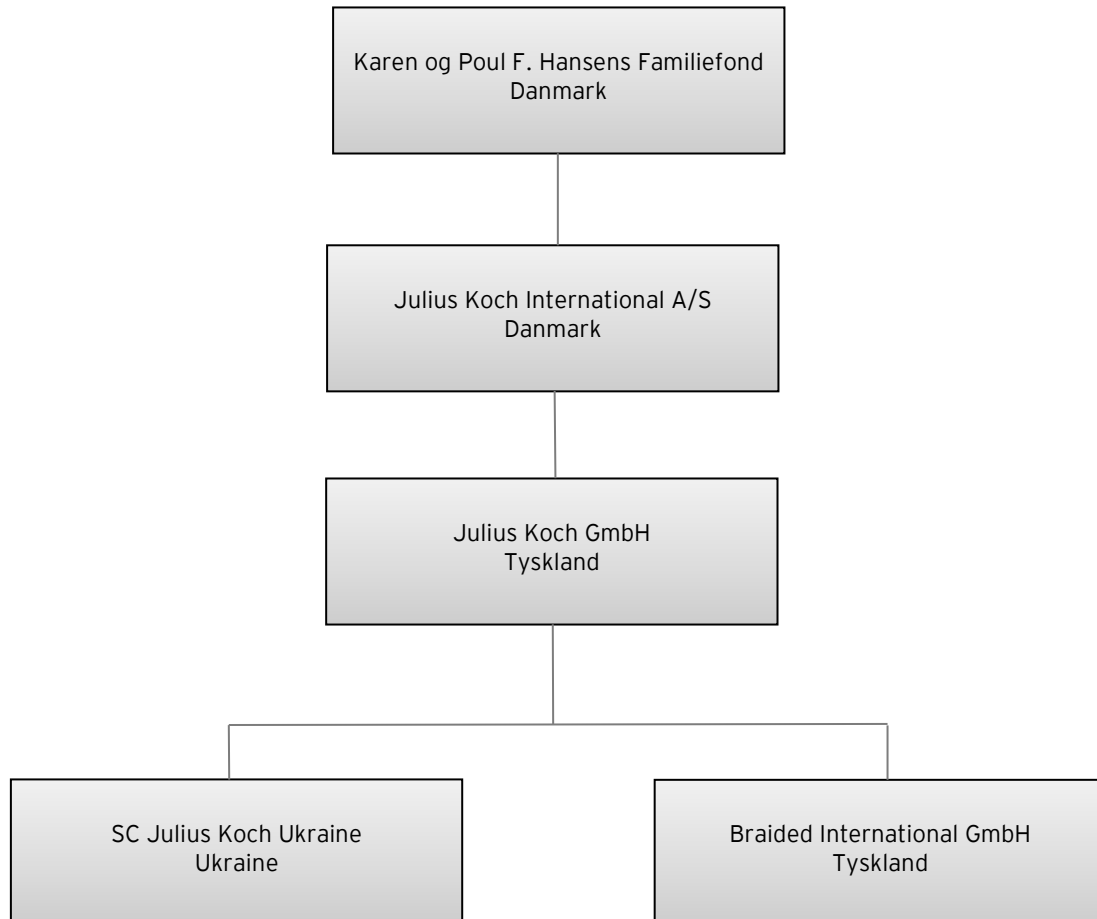 Karen og Poul F. Hansens Familiefond
Danmark
Julius Koch International A/S
Danmark
Julius Koch GmbH
Tyskland
SC Julius Koch Ukraine
Ukraine
Braided International GmbH
Tyskland